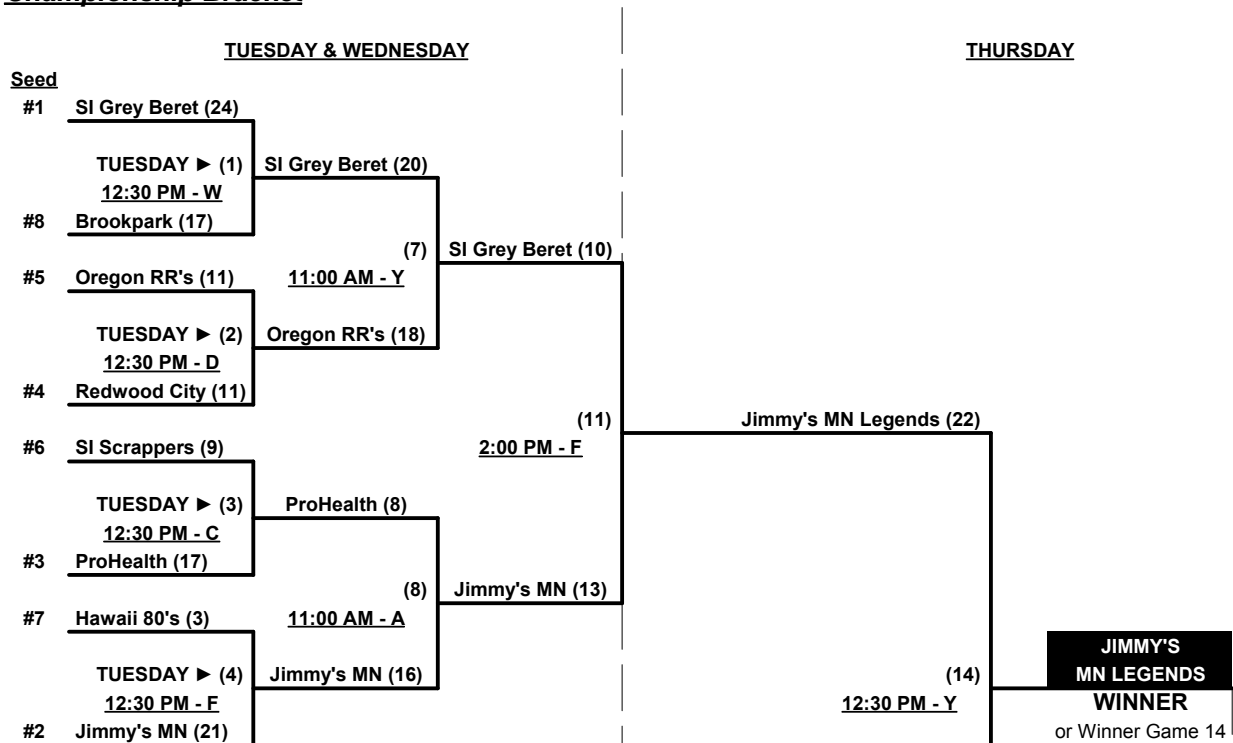 Championship Bracket
TUESDAY & WEDNESDAY
THURSDAY
Seed
#1 SI Grey Beret (24)
TUESDAY ► (1) SI Grey Beret (20)
12:30 PM - W
#8 Brookpark (17)
(7) SI Grey Beret (10)
#5 Oregon RR's (11) 11:00 AM - Y
TUESDAY ► (2) Oregon RR's (18)
12:30 PM - D
#4 Redwood City (11)
(11) Jimmy's MN Legends (22)
#6 SI Scrappers (9) 2:00 PM - F
TUESDAY ► (3) ProHealth (8)
12:30 PM - C
#3 ProHealth (17)
(8) Jimmy's MN (13)
#7 Hawaii 80's (3) 11:00 AM - A
JIMMY'S
TUESDAY ► (4) Jimmy's MN (16) (14) MN LEGENDS
12:30 PM - F 12:30 PM - Y WINNER
#2 Jimmy's MN (21) or Winner Game 14